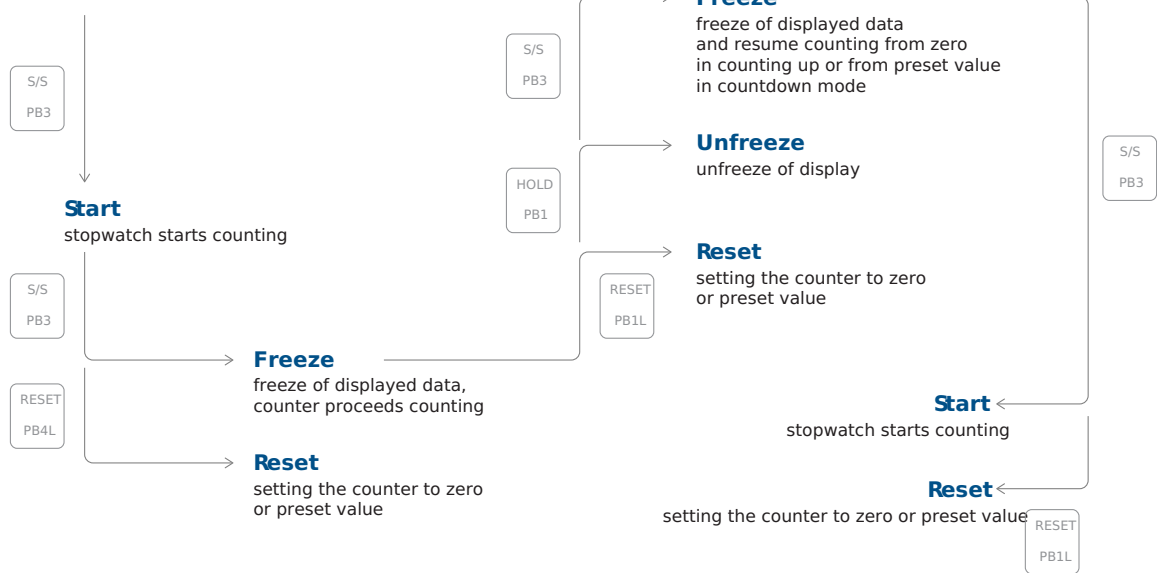 S/S
PB3
Start
stopwatch starts counting
S/S
PB3
RESET
PB4L
Freeze
freeze of displayed data,
counter proceeds counting
Reset
setting the counter to zero
or preset value
S/S
PB3
HOLD
PB1
RESET
PB1L
Freeze
freeze of displayed data
and resume counting from zero
in counting up or from preset value
in countdown mode
Unfreeze
unfreeze of display
Reset
setting the counter to zero
or preset value
S/S
PB3
Start
stopwatch starts counting
Reset
setting the counter to zero or preset value
RESET
PB1L